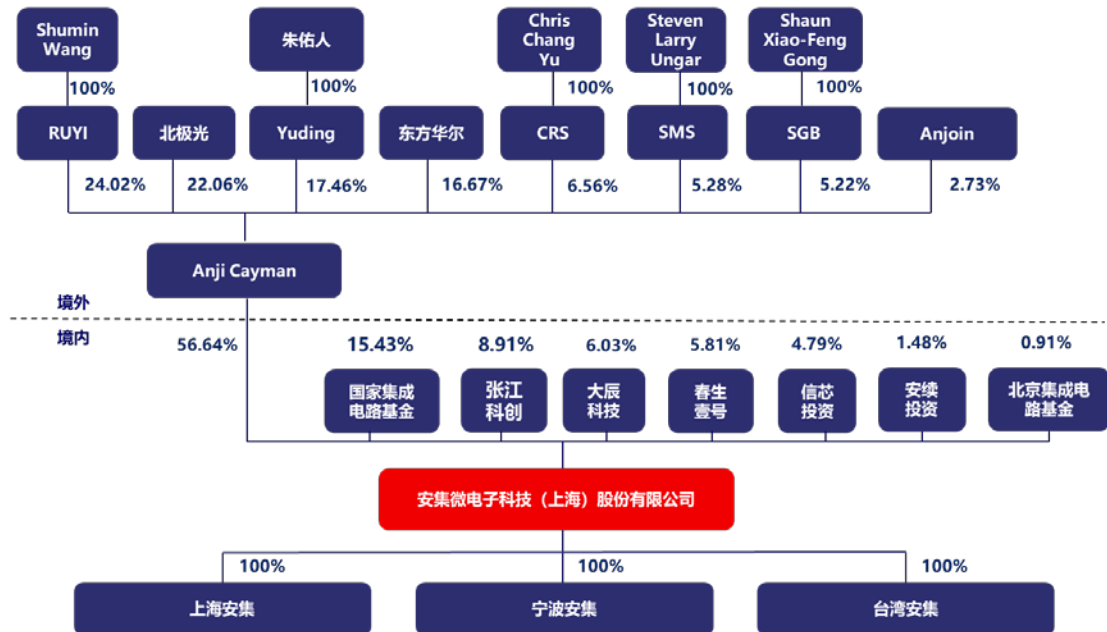 Shumin
Wang
朱佑人
Chris
Chang
Yu
Steven
Larry
Ungar
Shaun
Xiao-Feng
Gong
100%
100%
100%
100%
100%
RUYI
北极光
Yuding
东方华尔
CRS
SMS
SGB
Anjoin
24.02%
22.06%
17.46%
16.67%
6.56%
5.28%
5.22%
2.73%
Anji Cayman
境外
境内
56.64%
15.43%
8.91%
6.03%
5.81%
4.79%
1.48%
0.91%
国家集成
电路基金
张江
科创
大辰
科技
春生
壹号
信芯
投资
安续
投资
北京集成电
路基金
安集微电子科技（上海）股份有限公司
100%
100%
100%
上海安集
宁波安集
台湾安集